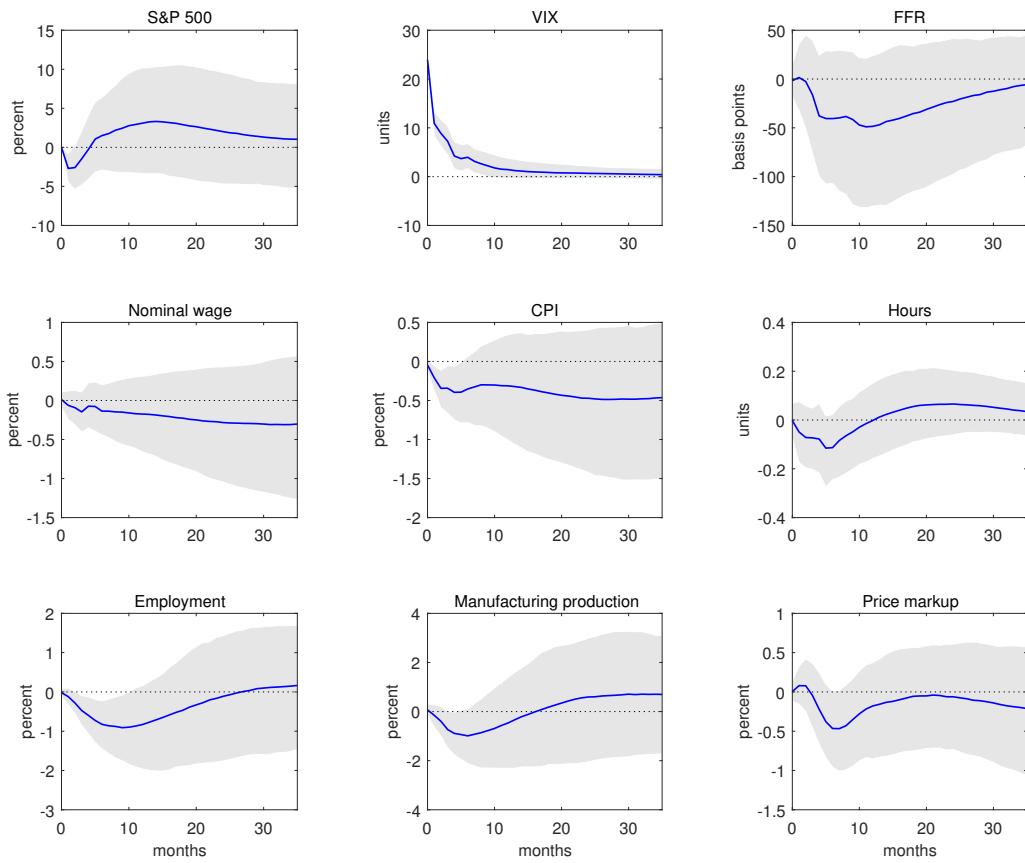 S&P 500
15
10
5
0
-5
-10
percent
0 10 20 30
VIX
30
20
10
0
-10
units
0 10 20 30
FFR
50
0
-50
-100
-150
basis points
0 10 20 30
Nominal wage
1
0.5
0
-0.5
-1
-1.5
percent
0 10 20 30
CPI
0.5
0
-0.5
-1
-1.5
-2
percent
0 10 20 30
Hours
0.4
0.2
0
-0.2
-0.4
units
0 10 20 30
Employment
2
1
0
-1
-2
-3
percent
0 10 20 30
months
Manufacturing production
4
2
0
-2
-4
percent
0 10 20 30
months
Price markup
1
0.5
0
-0.5
-1
-1.5
percent
0 10 20 30
months